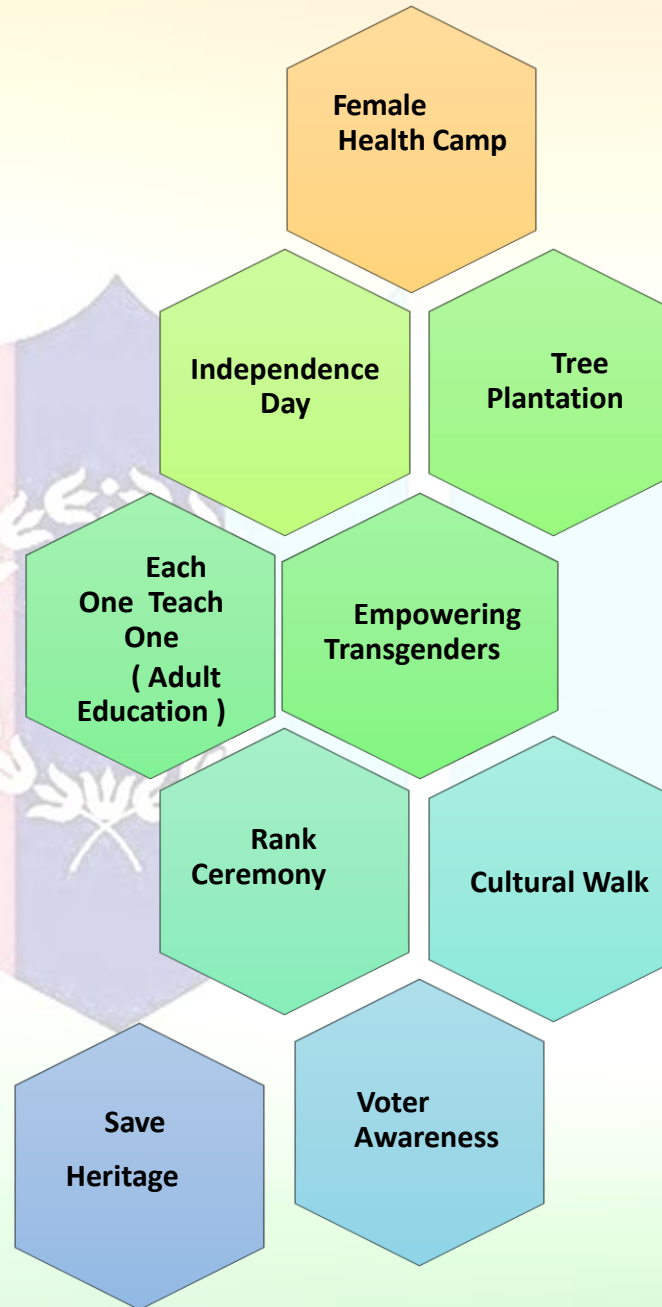 Female
Health Camp
Independence
Day
Tree
Plantation
Each
One Teach
One
( Adult
Education )
Empowering
Transgenders
Rank
Ceremony
Cultural Walk
Save
Heritage
Voter
Awareness